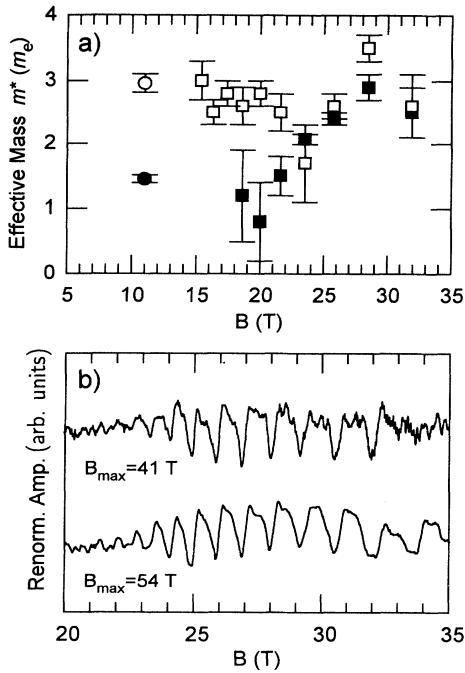 a)
Effective Mass m* (mₑ)
4
3
2
1
0
5 10 15 20 25 30 35
B (T)
b)
Renorm. Amp. (arb. units)
Bmax=41 T
Bmax=54 T
20 25 30 35
B (T)